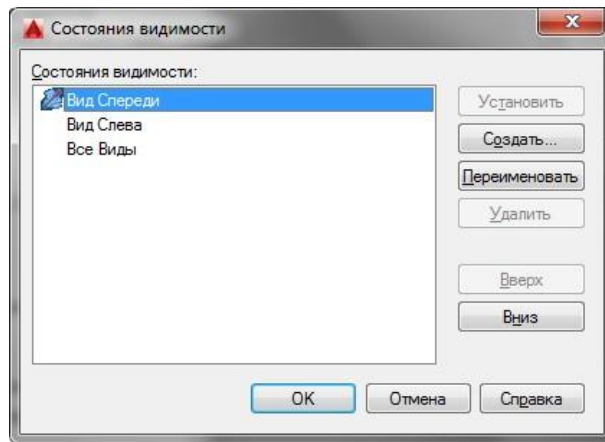 Состояния видимости
Состояния видимости:
Вид Спереди
Вид Слева
Все Виды
Установить
Создать...
Переименовать
Удалить
Вверх
Вниз
OK
Отмена
Справка